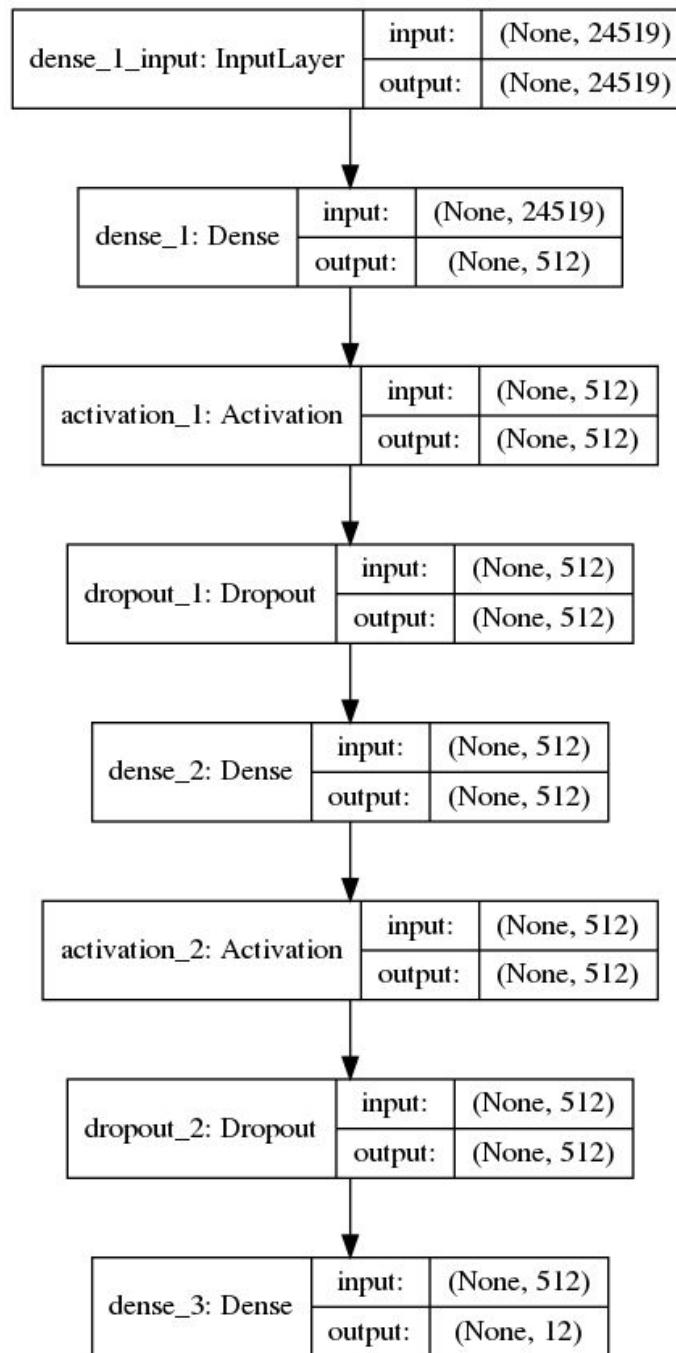 dense_1_input: InputLayer
input: (None, 24519)
output: (None, 24519)
dense_1: Dense
input: (None, 24519)
output: (None, 512)
activation_1: Activation
input: (None, 512)
output: (None, 512)
dropout_1: Dropout
input: (None, 512)
output: (None, 512)
dense_2: Dense
input: (None, 512)
output: (None, 512)
activation_2: Activation
input: (None, 512)
output: (None, 512)
dropout_2: Dropout
input: (None, 512)
output: (None, 512)
dense_3: Dense
input: (None, 512)
output: (None, 12)